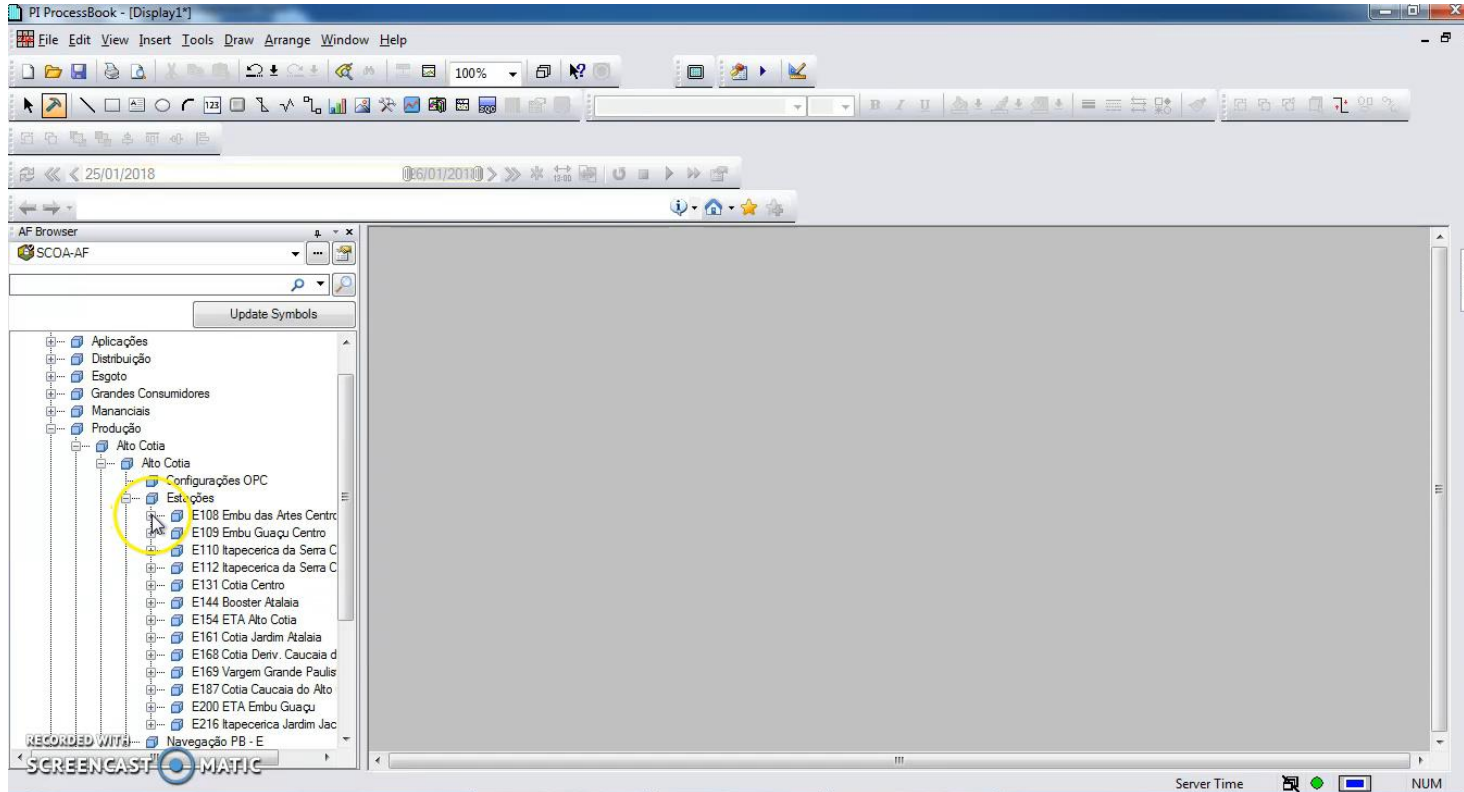 PI ProcessBook - [Display1*]
File Edit View Insert Tools Draw Arrange Window Help
100%
123
B I U
25/01/2018
AF Browser
SCOA-AF
Update Symbols
Aplicações
Distribuição
Esgoto
Grandes Consumidores
Mananciais
Produção
Alto Cotia
Alto Cotia
Configurações OPC
Estações
E108 Embu das Artes Centro
E109 Embu Guaçu Centro
E110 Itapecerica da Serra C
E112 Itapecerica da Serra C
E131 Cotia Centro
E144 Booster Atalaia
E154 ETA Alto Cotia
E161 Cotia Jardim Atalaia
E168 Cotia Deriv. Caucaia d
E169 Vargem Grande Paulis
E187 Cotia Caucaia do Alto
E200 ETA Embu Guaçu
E216 Itapecerica Jardim Jac
Navegação PB - E
RECORDED WITH
SCREENCAST MATIC
Server Time NUM